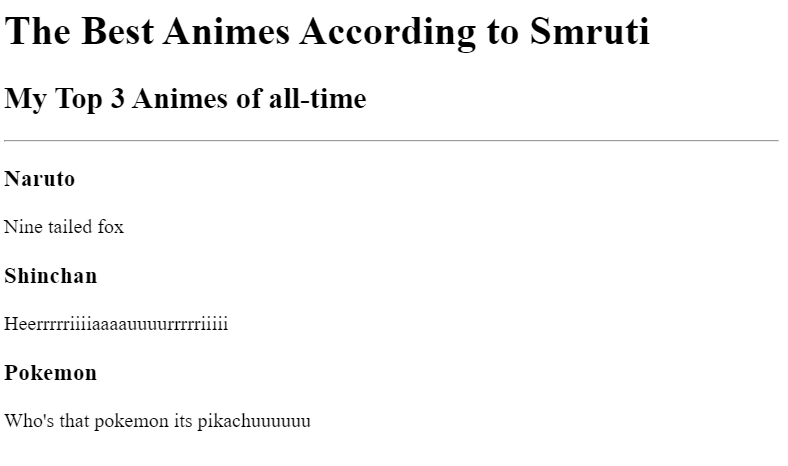 The Best Animes According to Smruti
My Top 3 Animes of all-time
Naruto
Nine tailed fox
Shinchan
Heerrrrriiiiaaaauuuurrrrriiiii
Pokemon
Who's that pokemon its pikachuuuuuu